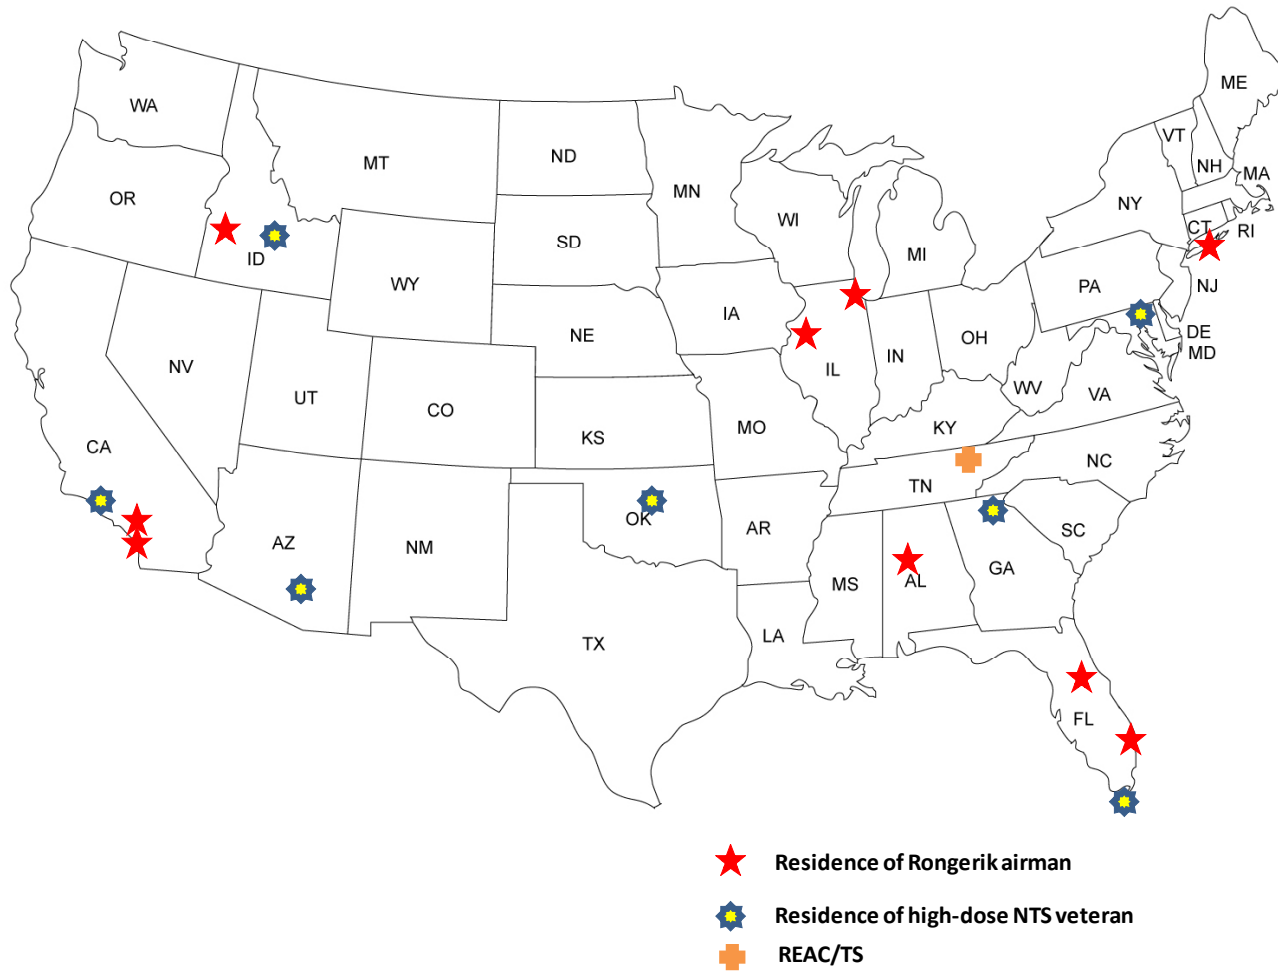 WA
MT
ND
MN
OR
ID
SD
WI
MI
NY
VT
NH
ME
MA
CT
RI
WY
IA
NE
PA
NJ
NV
UT
CO
IL
IN
OH
DE
MD
WV
VA
CA
KS
MO
KY
NC
AZ
NM
OK
AR
TN
SC
MS
AL
GA
TX
LA
FL
Residence of Rongerik airman
Residence of high-dose NTS veteran
REAC/TS